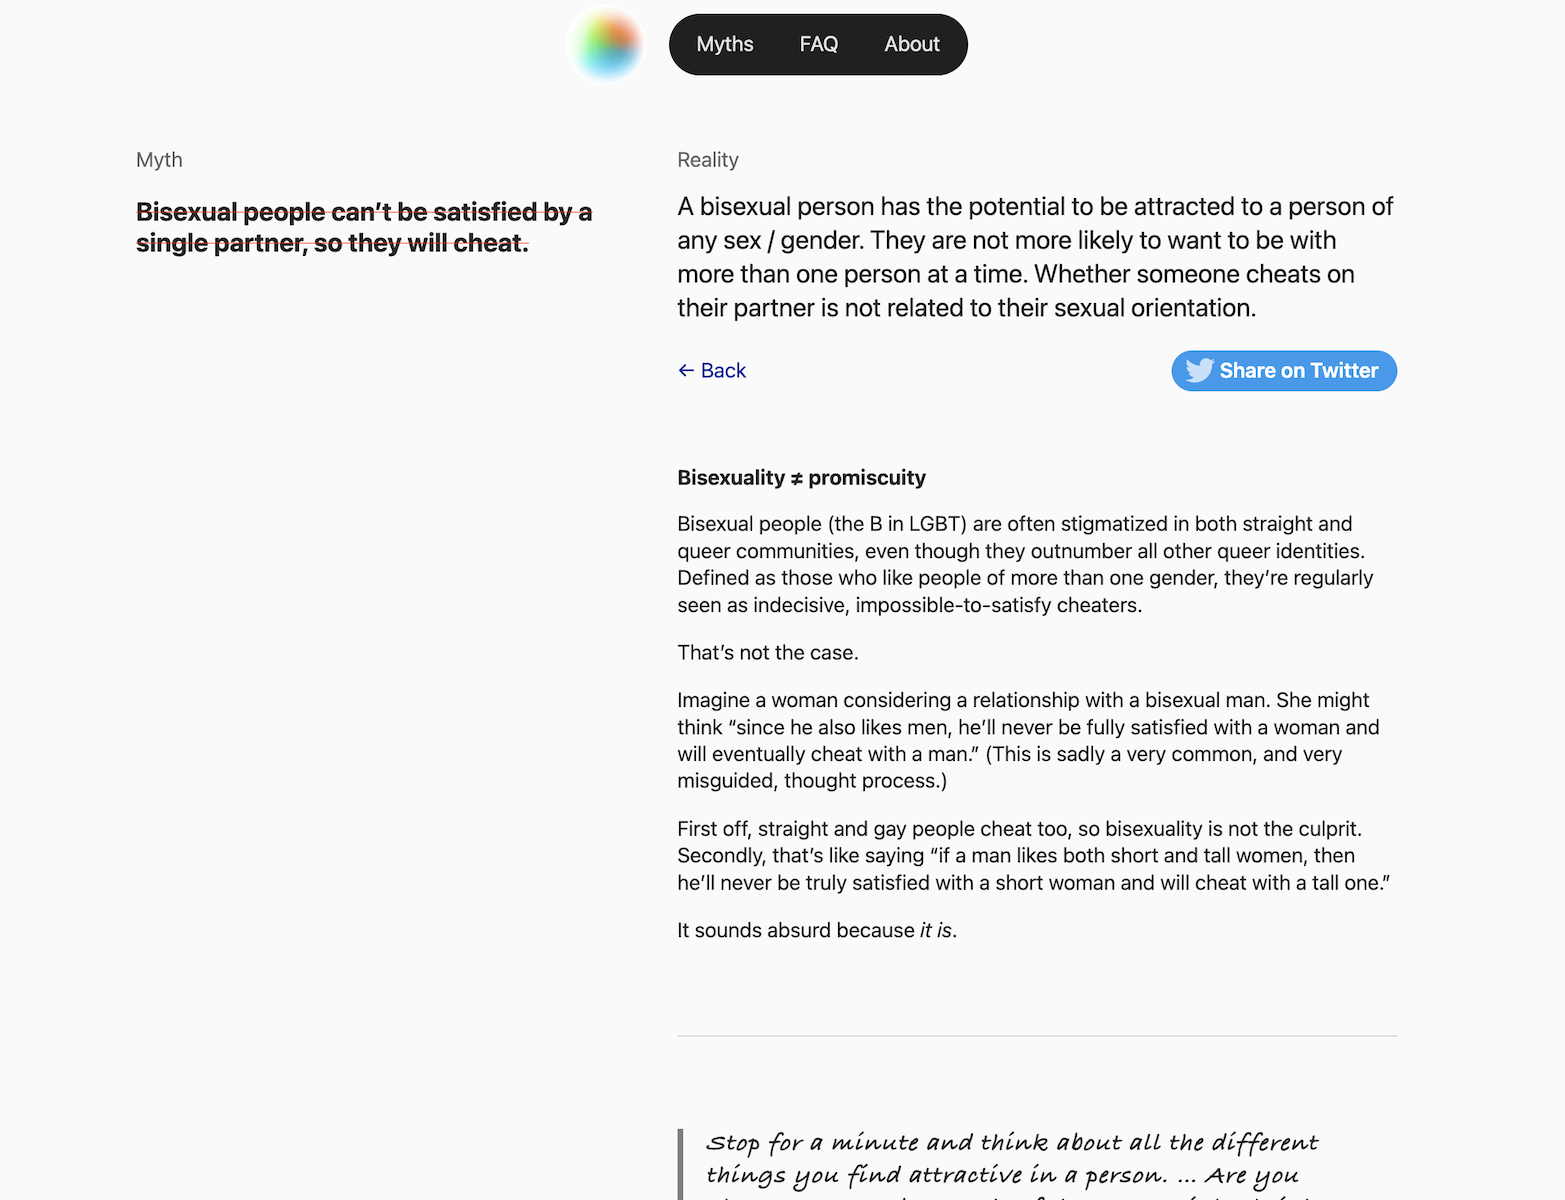 Myths FAQ About
Myth
Bisexual people can’t be satisfied by a
single partner, so they will cheat.
Reality
A bisexual person has the potential to be attracted to a person of
any sex / gender. They are not more likely to want to be with
more than one person at a time. Whether someone cheats on
their partner is not related to their sexual orientation.
← Back
Share on Twitter
Bisexuality ≠ promiscuity
Bisexual people (the B in LGBT) are often stigmatized in both straight and
queer communities, even though they outnumber all other queer identities.
Defined as those who like people of more than one gender, they’re regularly
seen as indecisive, impossible-to-satisfy cheaters.
That’s not the case.
Imagine a woman considering a relationship with a bisexual man. She might
think “since he also likes men, he’ll never be fully satisfied with a woman and
will eventually cheat with a man.” (This is sadly a very common, and very
misguided, thought process.)
First off, straight and gay people cheat too, so bisexuality is not the culprit.
Secondly, that’s like saying “if a man likes both short and tall women, then
he’ll never be truly satisfied with a short woman and will cheat with a tall one.”
It sounds absurd because it is.
Stop for a minute and think about all the different
things you find attractive in a person. ... Are you